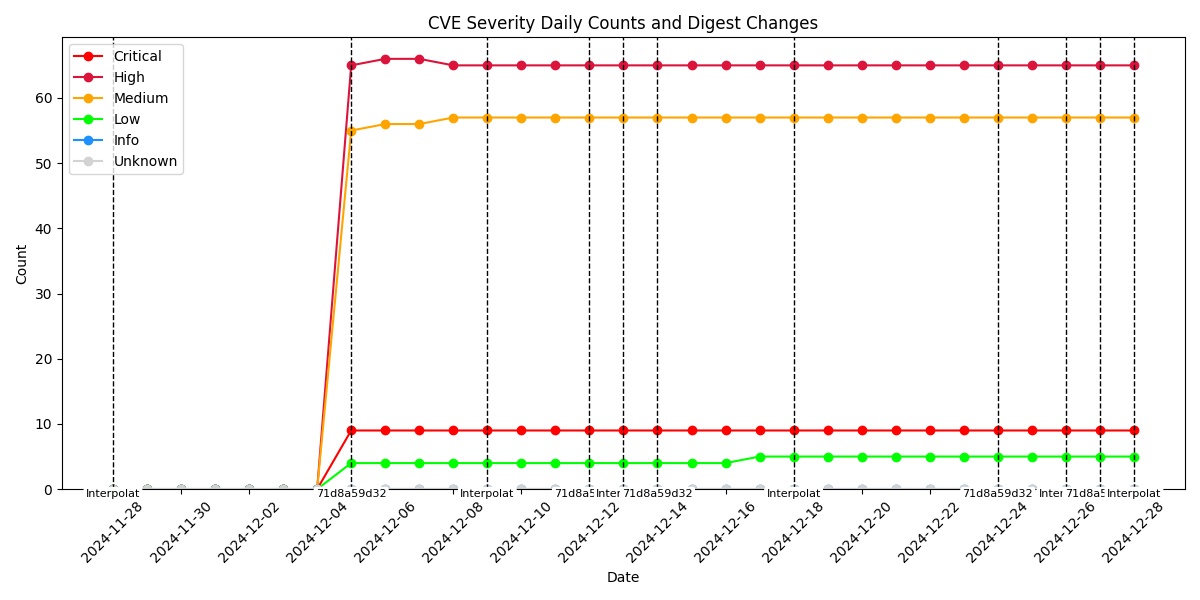 CVE Severity Daily Counts and Digest Changes
Critical
High
Medium
Low
Info
Unknown
Count
60
50
40
30
20
10
0
Interpolat
71d8a59d32
Interpolat
71d8a5
Inter
71d8a59d32
Interpolat
71d8a59d32
Inter
71d8a5
Interpolat
2024-11-28
2024-11-30
2024-12-02
2024-12-04
2024-12-06
2024-12-08
2024-12-10
2024-12-12
2024-12-14
2024-12-16
2024-12-18
2024-12-20
2024-12-22
2024-12-24
2024-12-26
2024-12-28
Date